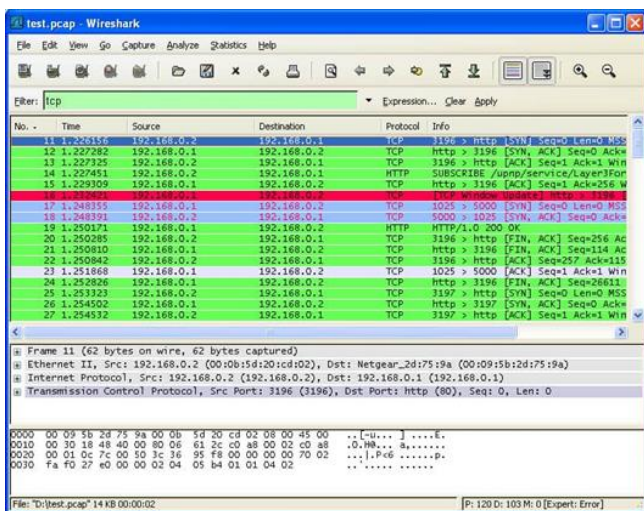 test.pcap - Wireshark
File Edit View Go Capture Analyze Statistics Help
Filter: tcp Expression... Clear Apply
No. - Time Source Destination Protocol Info
11 1.226156 192.168.0.2 192.168.0.1 TCP 3196 > http [SYN] Seq=0 Len=0 MSS
12 1.227282 192.168.0.1 192.168.0.2 TCP http > 3196 [SYN, ACK] Seq=0 Ack=
13 1.227325 192.168.0.2 192.168.0.1 TCP 3196 > http [ACK] Seq=1 Ack=1 Win
14 1.227451 192.168.0.2 192.168.0.1 HTTP SUBSCRIBE /upnp/service/Layer3For
15 1.229309 192.168.0.1 192.168.0.2 TCP http > 3196 [ACK] Seq=1 Ack=256 W
16 1.232421 192.168.0.1 192.168.0.2 TCP [TCP Window Update] http > 3196 [
17 1.248355 192.168.0.1 192.168.0.2 TCP 1025 > 5000 [SYN] Seq=0 Len=0 MSS
18 1.248391 192.168.0.2 192.168.0.1 TCP 5000 > 1025 [SYN, ACK] Seq=0 Ack=
19 1.250171 192.168.0.1 192.168.0.2 HTTP HTTP/1.0 200 OK
20 1.250285 192.168.0.2 192.168.0.1 TCP 3196 > http [FIN, ACK] Seq=256 Ac
21 1.250810 192.168.0.1 192.168.0.2 TCP http > 3196 [FIN, ACK] Seq=114 Ac
22 1.250842 192.168.0.2 192.168.0.1 TCP 3196 > http [ACK] Seq=257 Ack=115
23 1.251868 192.168.0.1 192.168.0.2 TCP 1025 > 5000 [ACK] Seq=1 Ack=1 Win
24 1.252826 192.168.0.1 192.168.0.2 TCP http > 3196 [FIN, ACK] Seq=26611
25 1.253323 192.168.0.2 192.168.0.1 TCP 3197 > http [SYN] Seq=0 Len=0 MSS
26 1.254502 192.168.0.1 192.168.0.2 TCP http > 3197 [SYN, ACK] Seq=0 Ack=
27 1.254532 192.168.0.2 192.168.0.1 TCP 3197 > http [ACK] Seq=1 Ack=1 Win
Frame 11 (62 bytes on wire, 62 bytes captured)
Ethernet II, Src: 192.168.0.2 (00:0b:5d:20:cd:02), Dst: Netgear_2d:75:9a (00:09:5b:2d:75:9a)
Internet Protocol, Src: 192.168.0.2 (192.168.0.2), Dst: 192.168.0.1 (192.168.0.1)
Transmission Control Protocol, Src Port: 3196 (3196), Dst Port: http (80), Seq: 0, Len: 0
0000 00 09 5b 2d 75 9a 00 0b 5d 20 cd 02 08 00 45 00 ..[-u... ] ....E.
0010 00 30 18 48 40 00 80 06 61 2c c0 a8 00 02 c0 a8 .0.H@... a,......
0020 00 01 0c 7c 00 50 3c 36 95 f8 00 00 00 00 70 02 ...|.P<6 ......p.
0030 fa f0 27 e0 00 00 02 04 05 b4 01 01 04 02 ..'..... ......
File: "D:\test.pcap" 14 KB 00:00:02 P: 120 D: 103 M: 0 [Expert: Error]